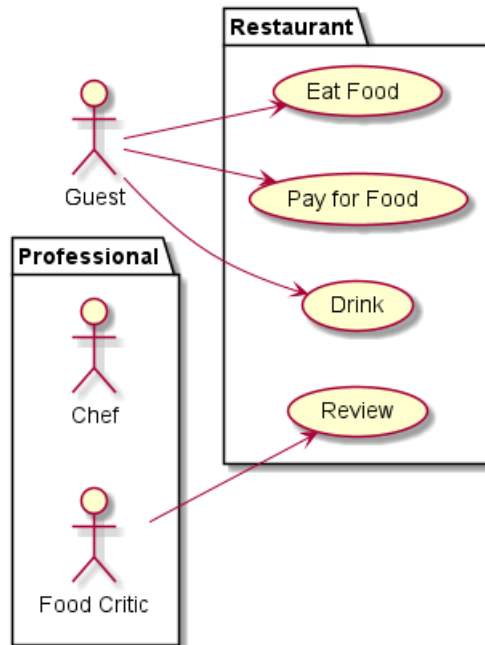 Restaurant
Eat Food
Guest
Pay for Food
Professional
Drink
Chef
Review
Food Critic